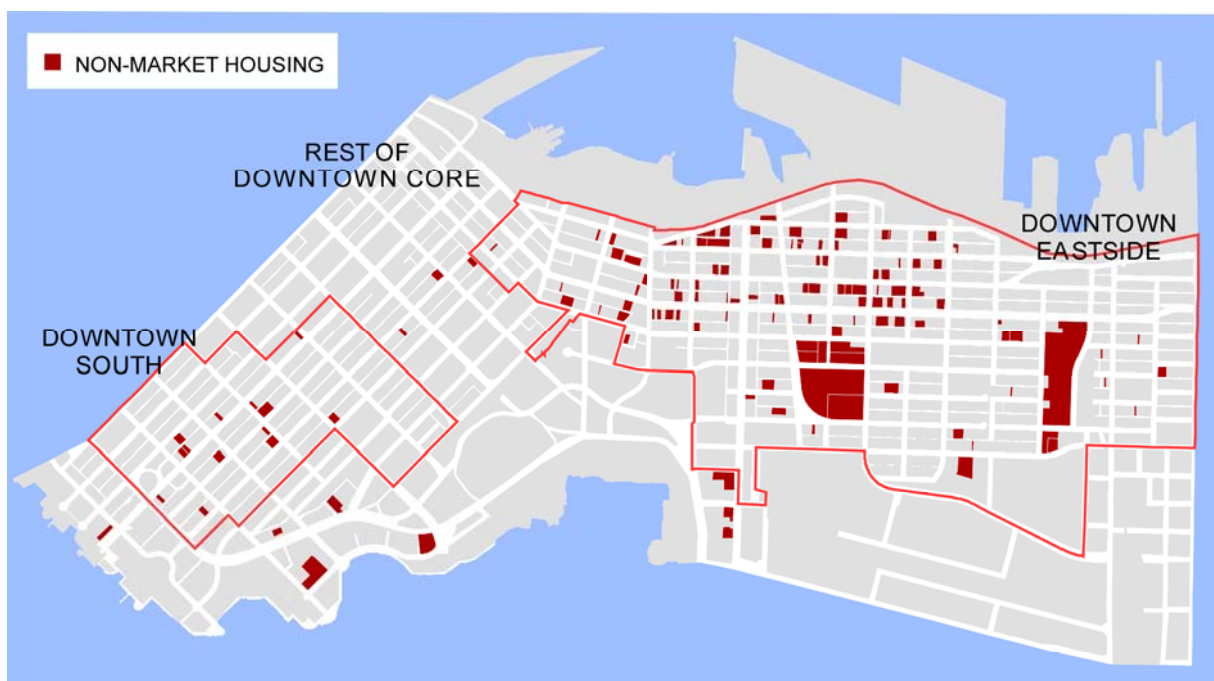 NON-MARKET HOUSING
REST OF
DOWNTOWN CORE
DOWNTOWN
EASTSIDE
DOWNTOWN
SOUTH